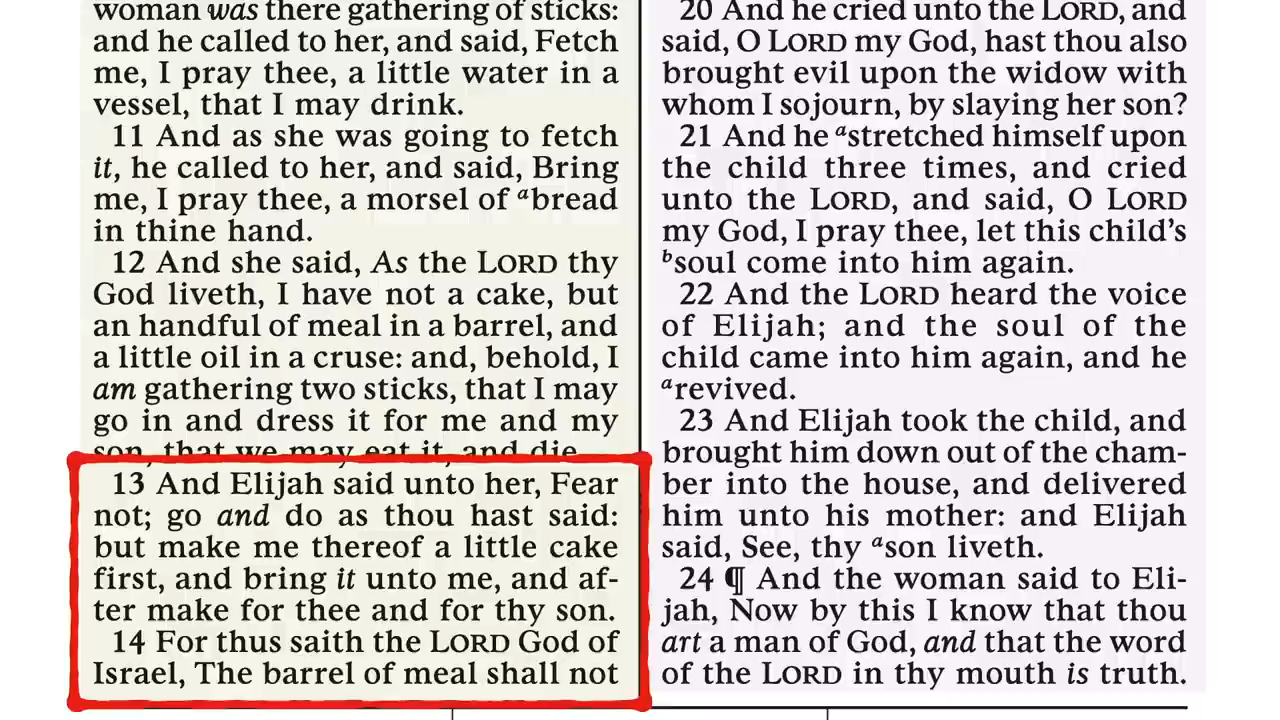 woman was there gathering of sticks:
and he called to her, and said, Fetch
me, I pray thee, a little water in a
vessel, that I may drink.
11 And as she was going to fetch
it, he called to her, and said, Bring
me, I pray thee, a morsel of ᵃbread
in thine hand.
12 And she said, As the LORD thy
God liveth, I have not a cake, but
an handful of meal in a barrel, and
a little oil in a cruse: and, behold, I
am gathering two sticks, that I may
go in and dress it for me and my
son, that we may eat it, and die.
13 And Elijah said unto her, Fear
not; go and do as thou hast said:
but make me thereof a little cake
first, and bring it unto me, and af-
ter make for thee and for thy son.
14 For thus saith the LORD God of
Israel, The barrel of meal shall not
20 And he cried unto the LORD, and
said, O LORD my God, hast thou also
brought evil upon the widow with
whom I sojourn, by slaying her son?
21 And he ᵃstretched himself upon
the child three times, and cried
unto the LORD, and said, O LORD
my God, I pray thee, let this child's
ᵇsoul come into him again.
22 And the LORD heard the voice
of Elijah; and the soul of the
child came into him again, and he
ᵃrevived.
23 And Elijah took the child, and
brought him down out of the cham-
ber into the house, and delivered
him unto his mother: and Elijah
said, See, thy ᵃson liveth.
24 ¶ And the woman said to Eli-
jah, Now by this I know that thou
art a man of God, and that the word
of the LORD in thy mouth is truth.